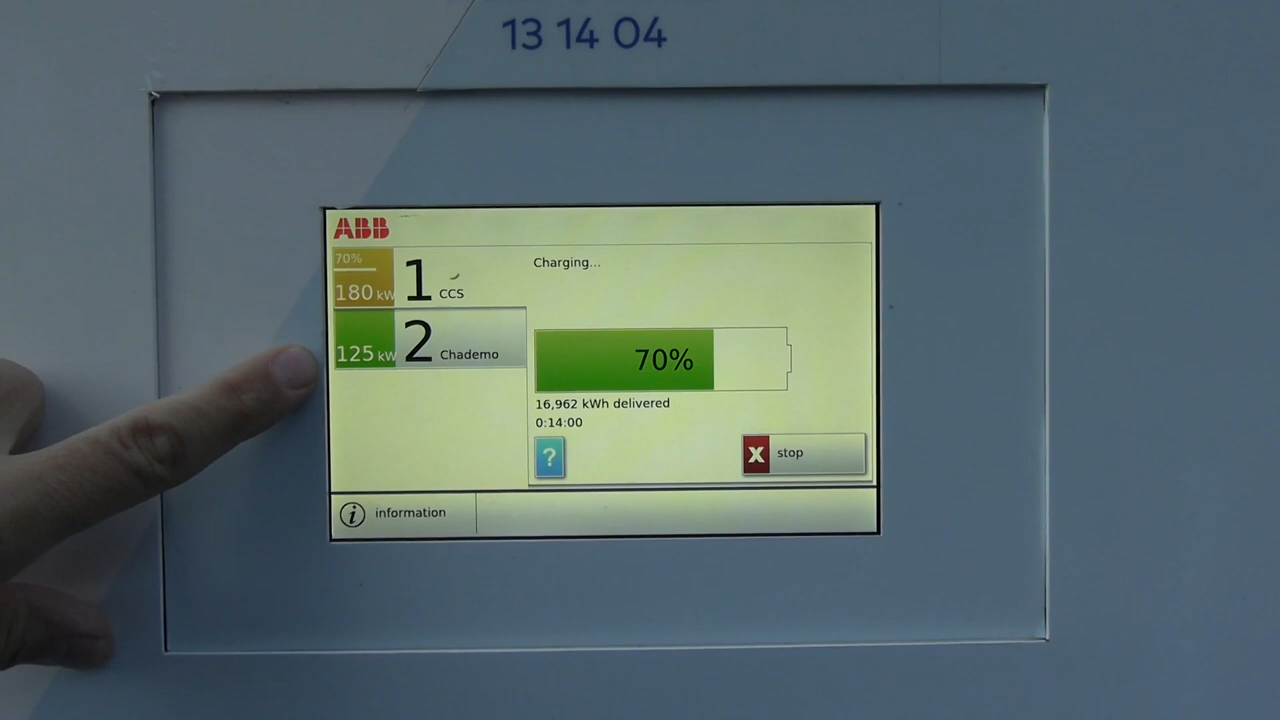 13 14 04
ABB
70%
180 kW 1 CCS
125 kW 2 Chademo
Charging...
70%
16,962 kWh delivered
0:14:00
?
X stop
i information